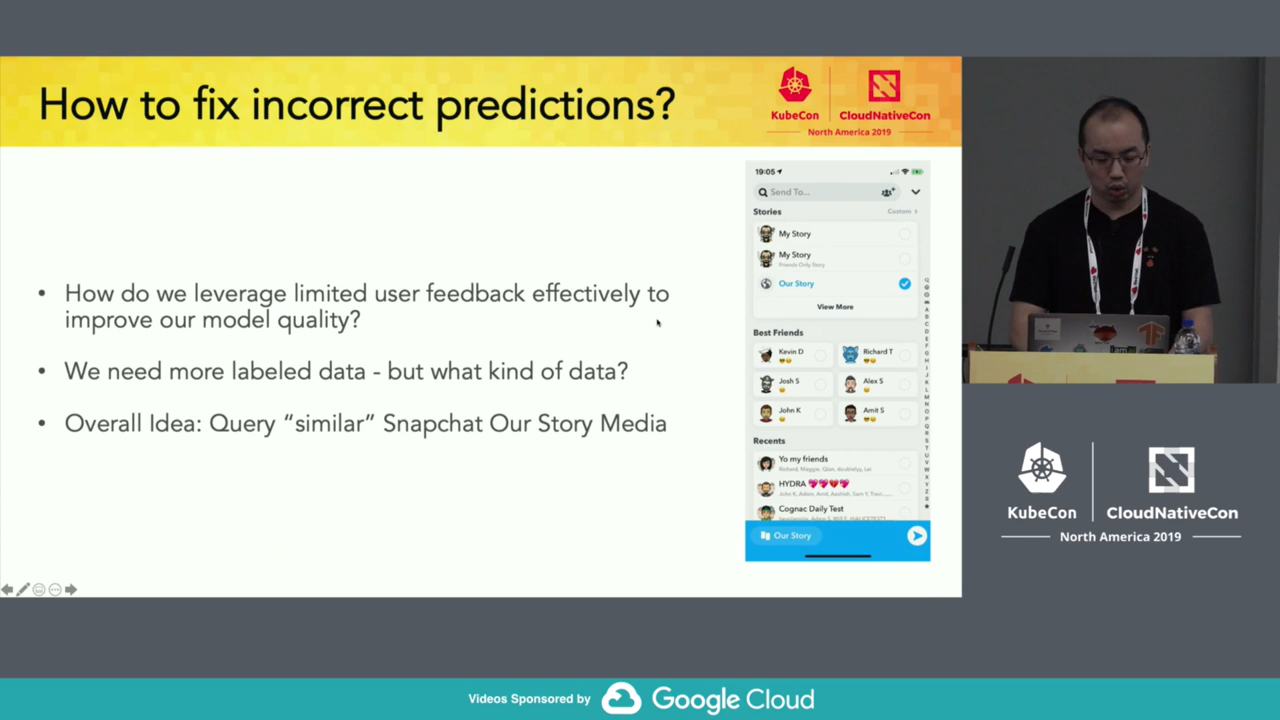 How to fix incorrect predictions?
KubeCon
CloudNativeCon
North America 2019
• How do we leverage limited user feedback effectively to
improve our model quality?
• We need more labeled data - but what kind of data?
• Overall Idea: Query “similar” Snapchat Our Story Media
19:05
Send To...
Stories
Custom >
My Story
My Story
Friends Only Story
Our Story
View More
Best Friends
Kevin D
Richard T
Josh S
Alex S
John K
Amit S
Recents
Yo my friends
HYDRA 💖💖💔💖
Cognac Daily Test
Our Story
KubeCon
CloudNativeCon
North America 2019
Videos Sponsored by
Google Cloud